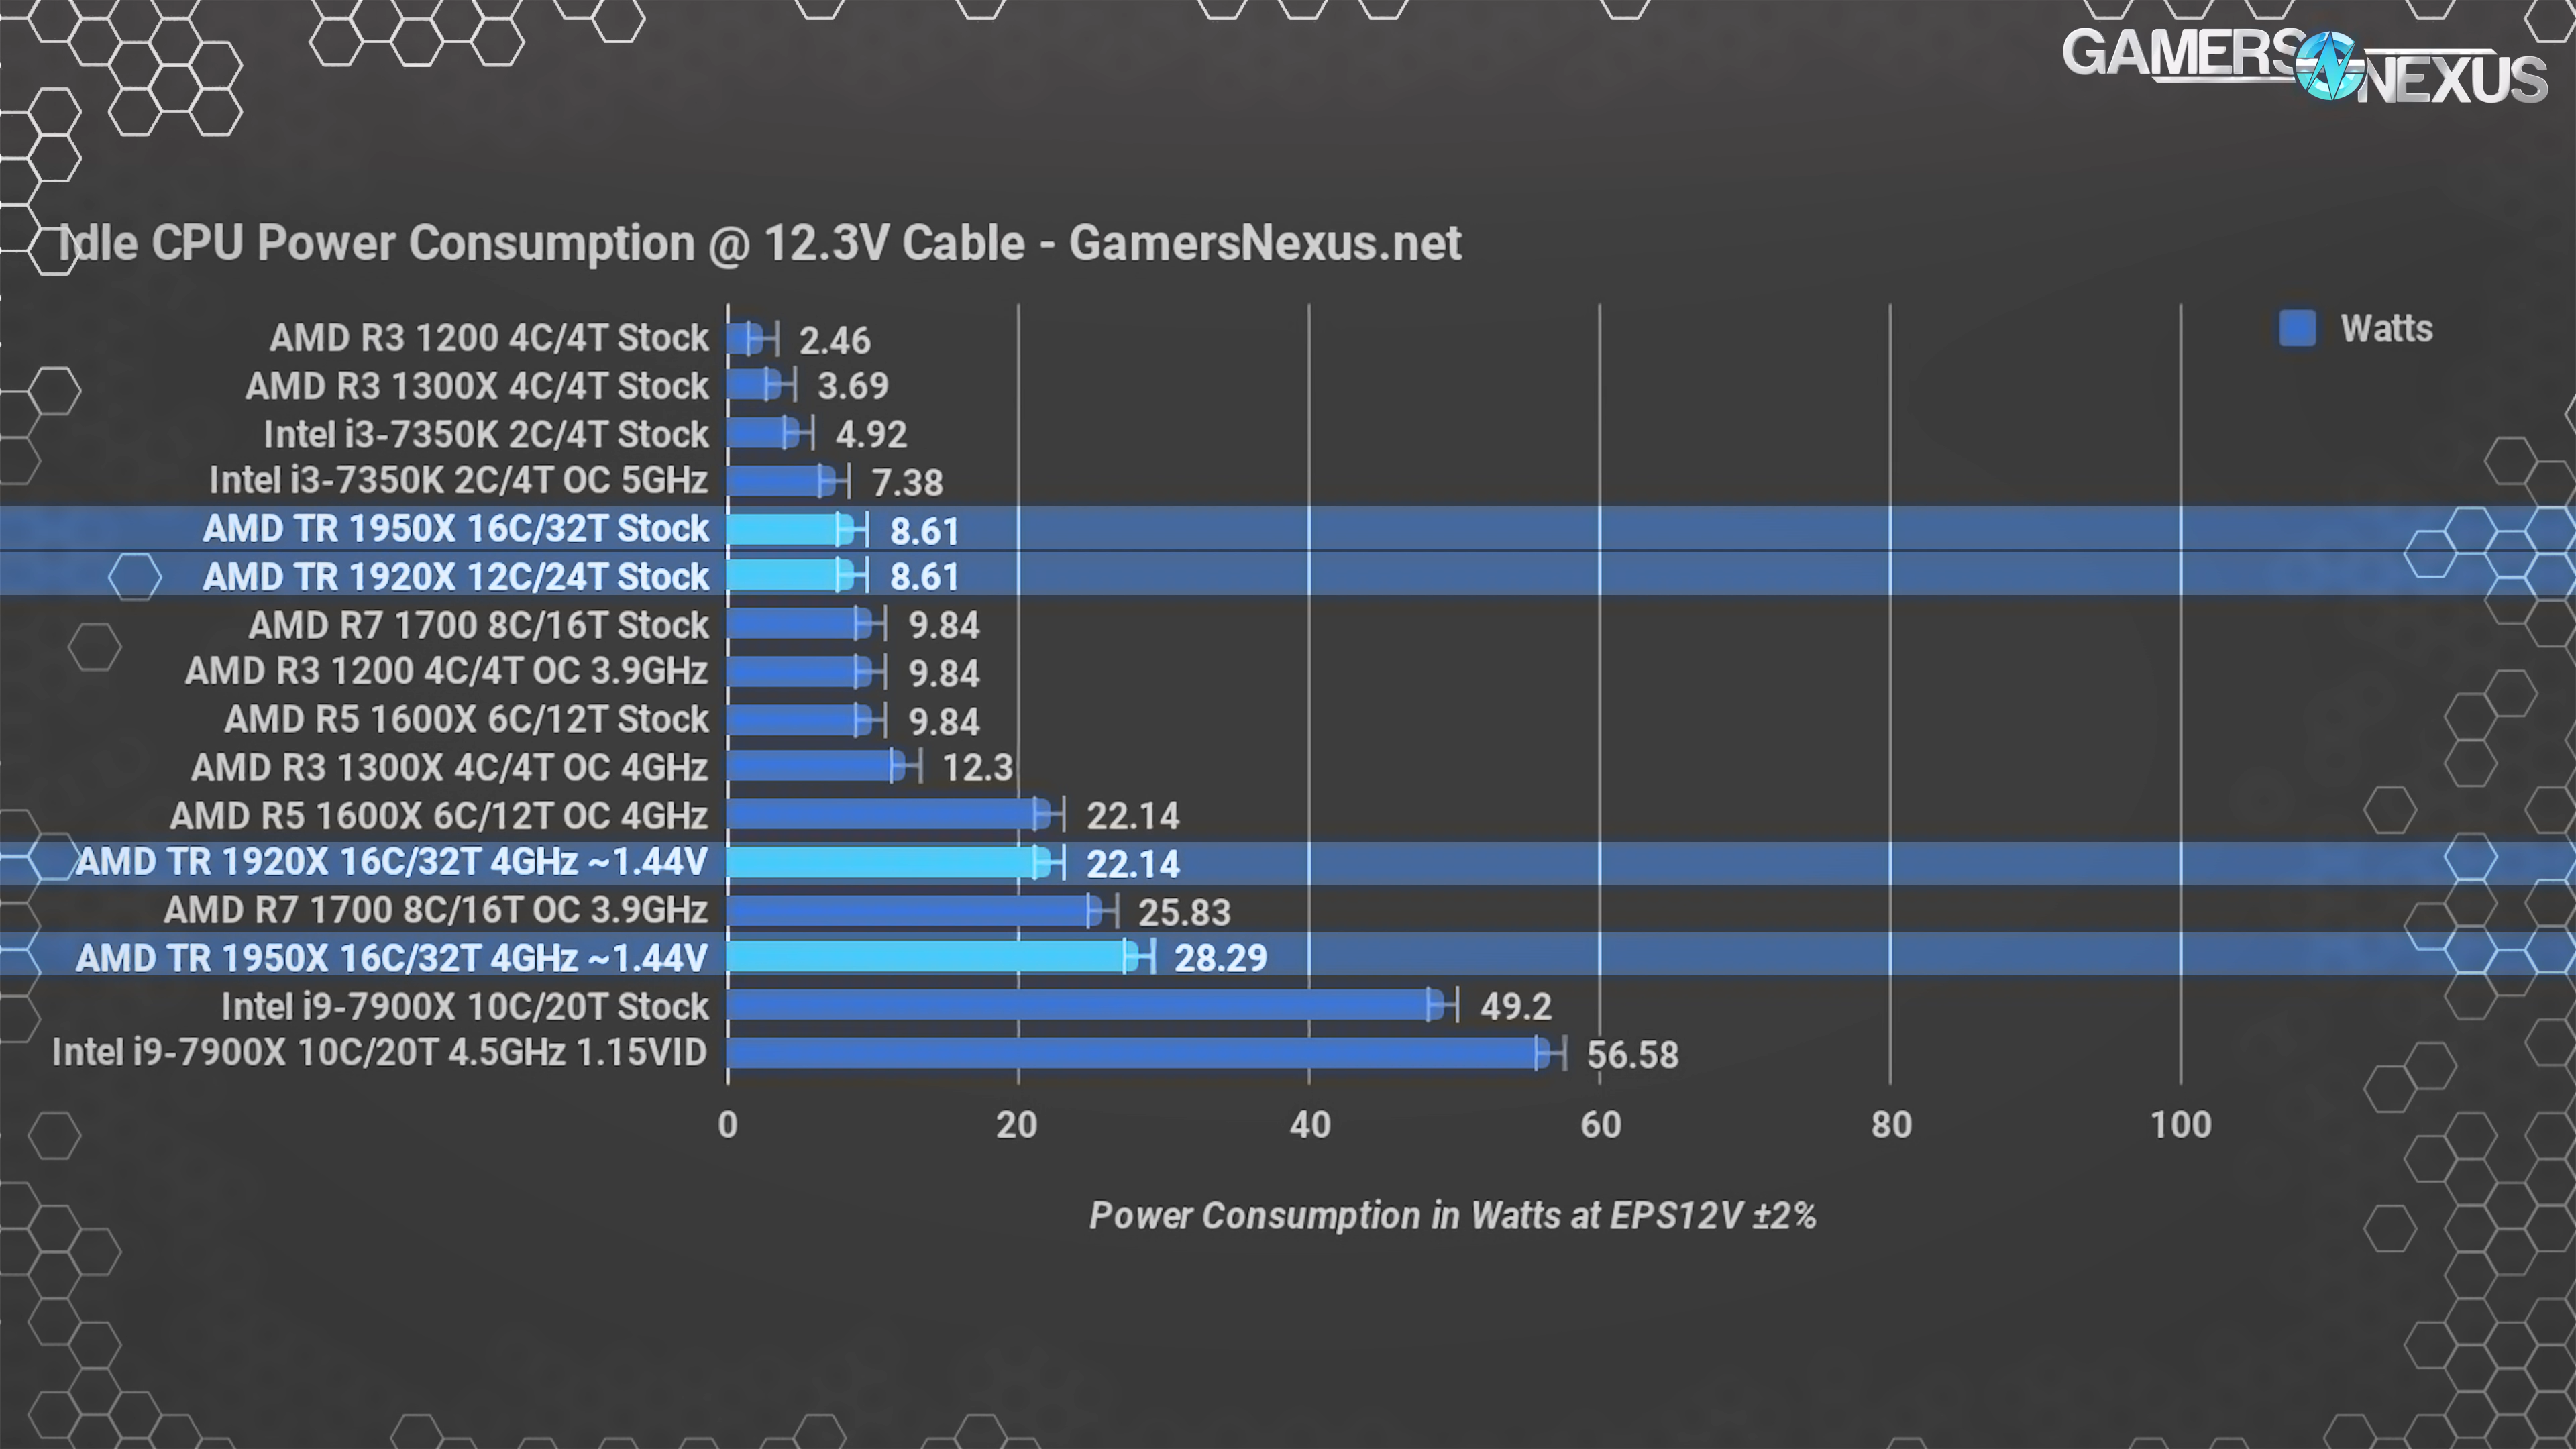 GAMERS NEXUS
Idle CPU Power Consumption @ 12.3V Cable - GamersNexus.net
Watts
AMD R3 1200 4C/4T Stock 2.46
AMD R3 1300X 4C/4T Stock 3.69
Intel i3-7350K 2C/4T Stock 4.92
Intel i3-7350K 2C/4T OC 5GHz 7.38
AMD TR 1950X 16C/32T Stock 8.61
AMD TR 1920X 12C/24T Stock 8.61
AMD R7 1700 8C/16T Stock 9.84
AMD R3 1200 4C/4T OC 3.9GHz 9.84
AMD R5 1600X 6C/12T Stock 9.84
AMD R3 1300X 4C/4T OC 4GHz 12.3
AMD R5 1600X 6C/12T OC 4GHz 22.14
AMD TR 1920X 16C/32T 4GHz ~1.44V 22.14
AMD R7 1700 8C/16T OC 3.9GHz 25.83
AMD TR 1950X 16C/32T 4GHz ~1.44V 28.29
Intel i9-7900X 10C/20T Stock 49.2
Intel i9-7900X 10C/20T 4.5GHz 1.15VID 56.58
0 20 40 60 80 100
Power Consumption in Watts at EPS12V ±2%